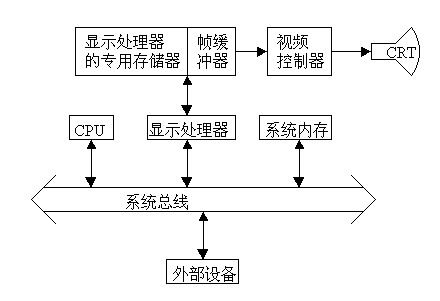 显示处理器
的专用存储器
帧缓
冲器
视频
控制器
CRT
CPU
显示处理器
系统内存
系统总线
外部设备